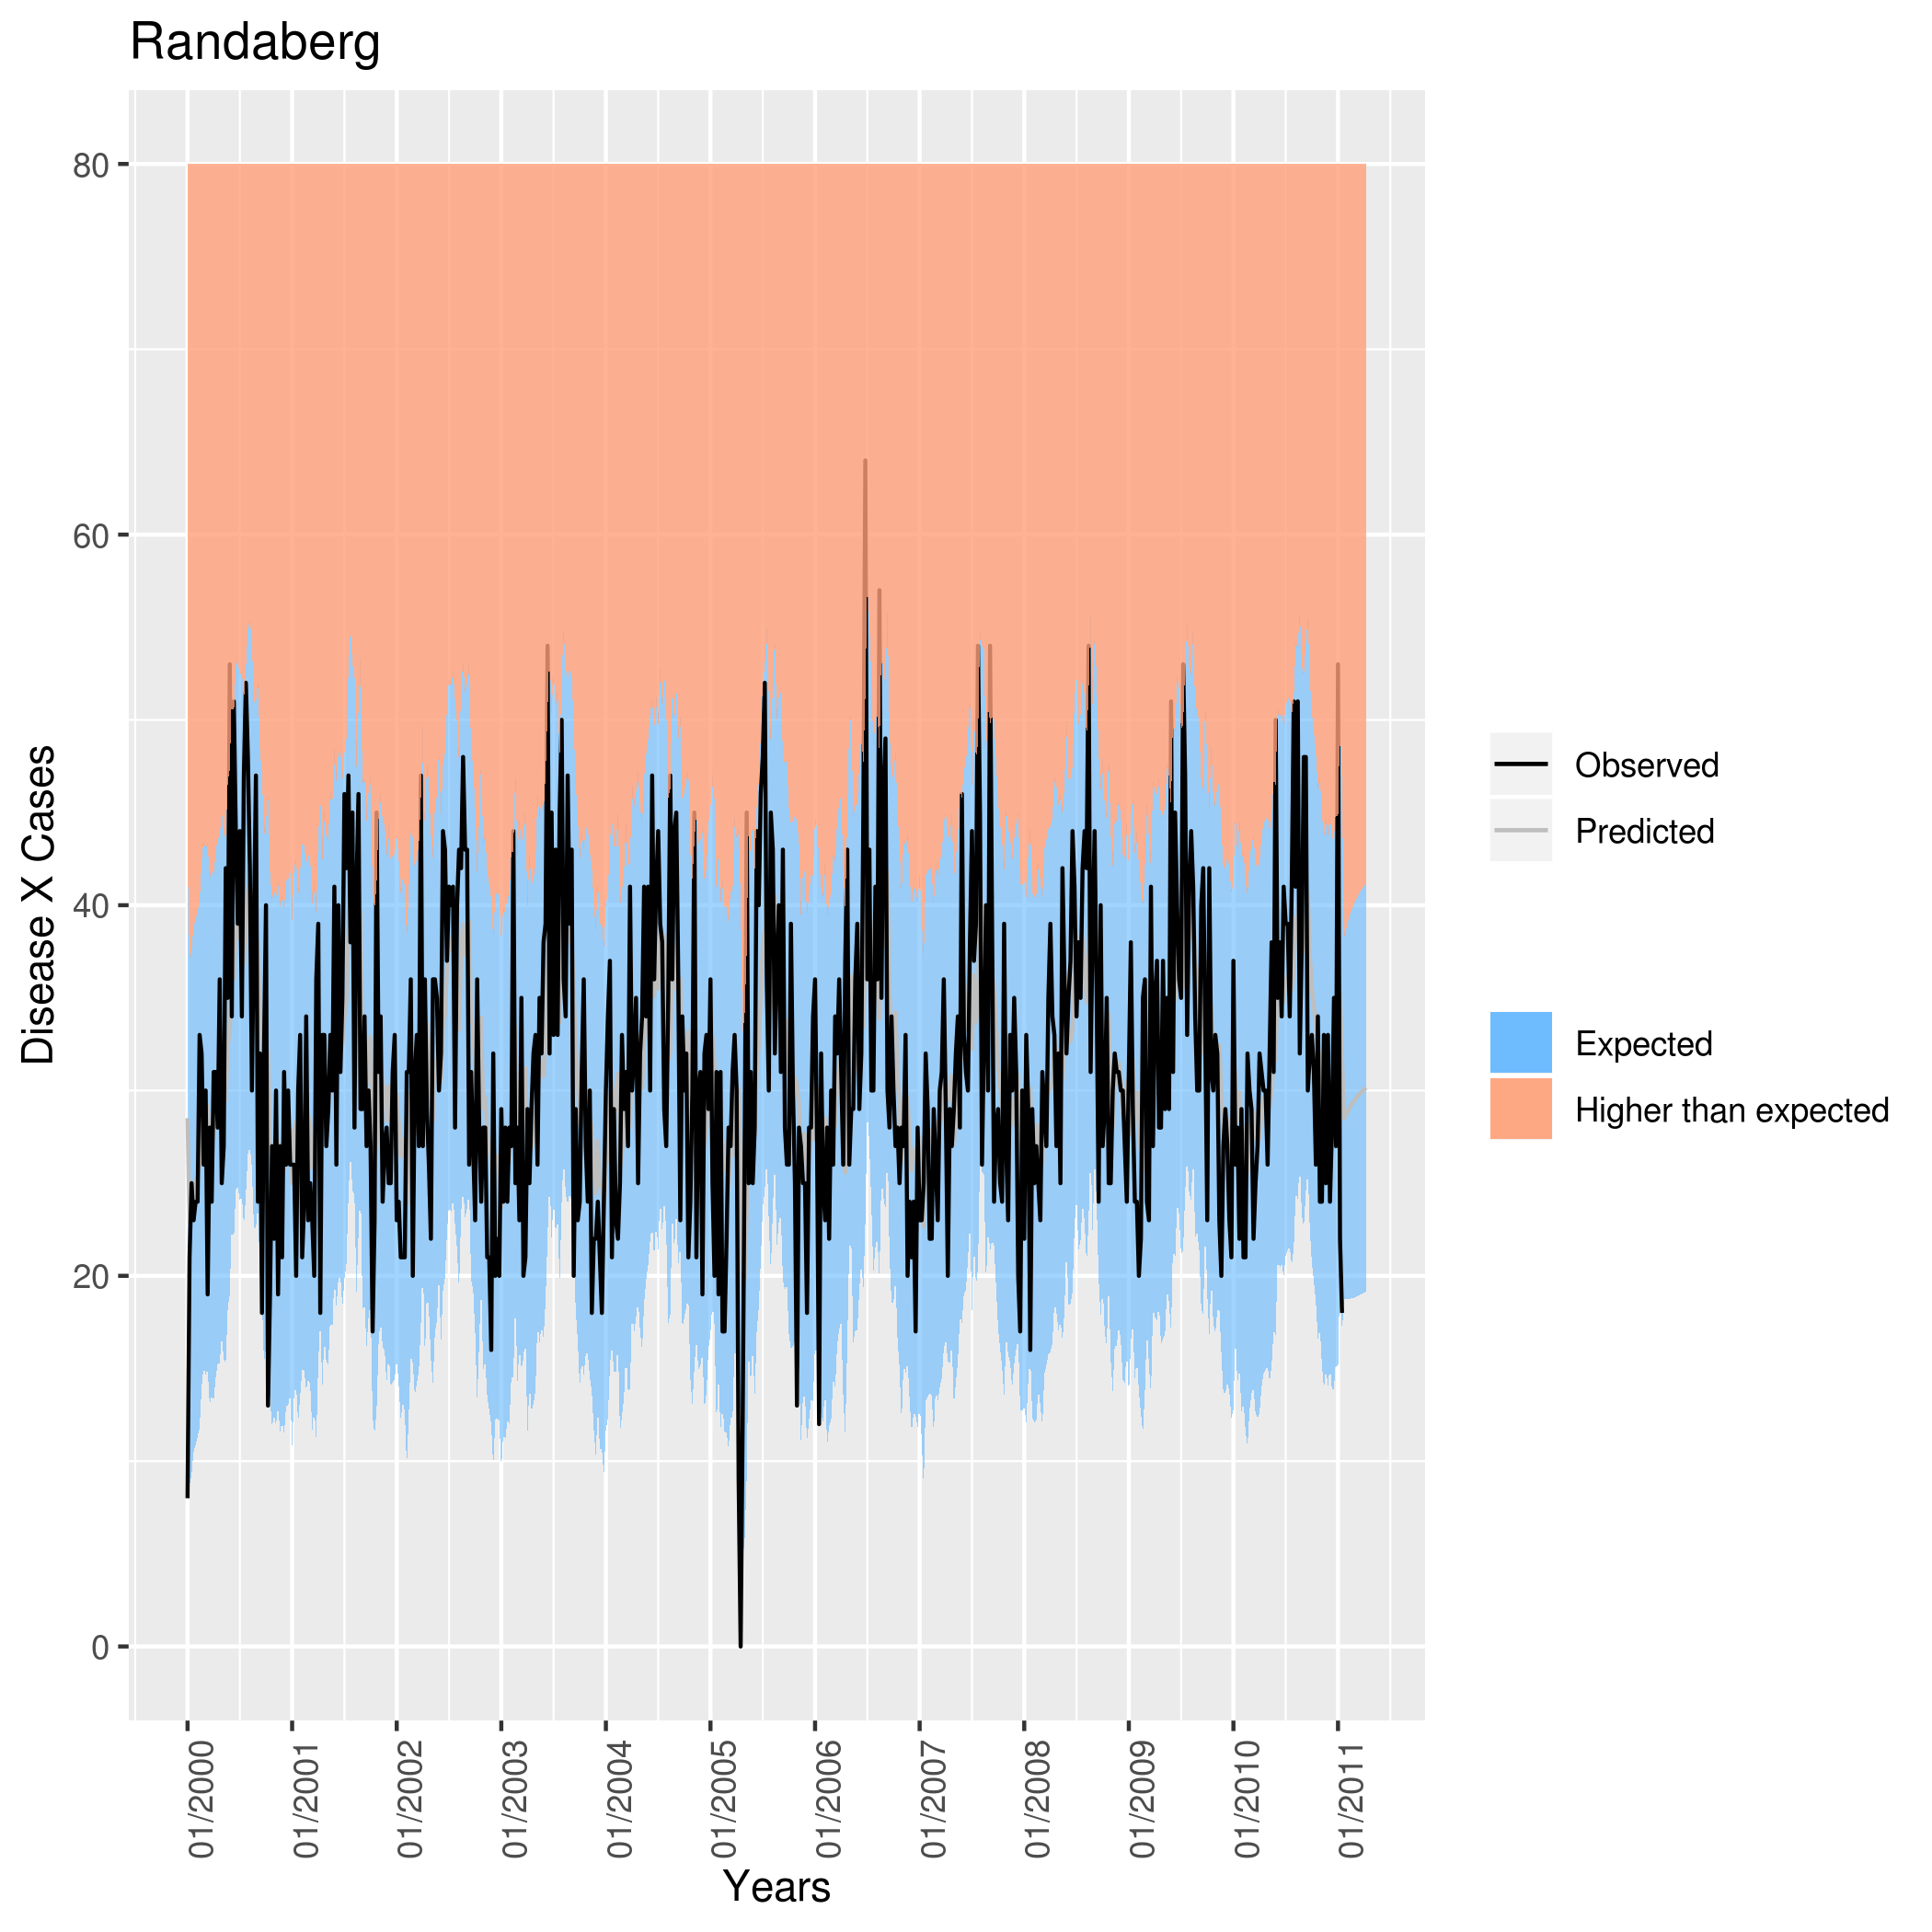 Randaberg
Disease X Cases
80
60
40
20
0
01/2000
01/2001
01/2002
01/2003
01/2004
01/2005
01/2006
01/2007
01/2008
01/2009
01/2010
01/2011
Years
Observed
Predicted
Expected
Higher than expected